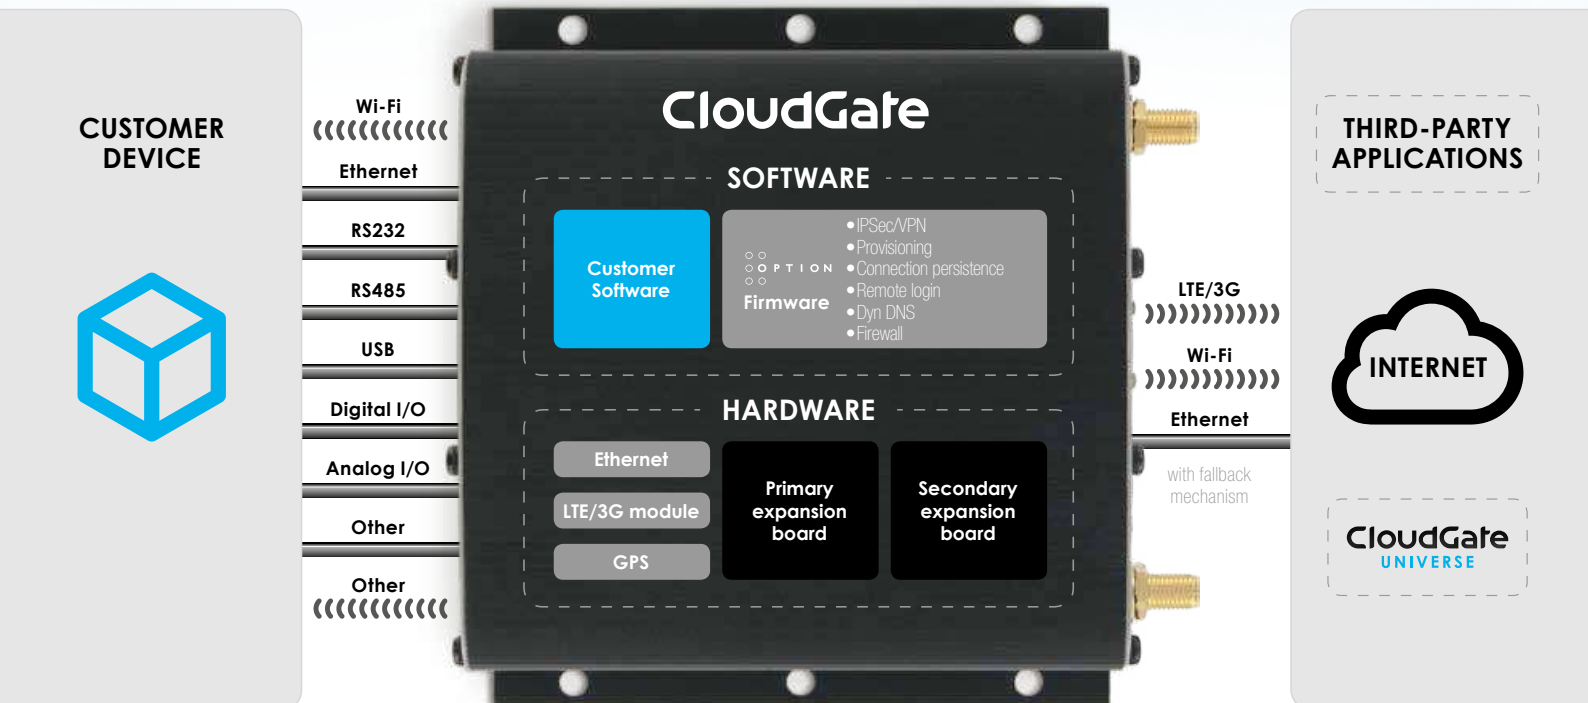 CUSTOMER
DEVICE
Wi-Fi
Ethernet
RS232
RS485
USB
Digital I/O
Analog I/O
Other
Other
CloudGate
SOFTWARE
Customer
Software
OPTION
Firmware
•IPSec/VPN
•Provisioning
•Connection persistence
•Remote login
•Dyn DNS
•Firewall
HARDWARE
Ethernet
LTE/3G module
GPS
Primary
expansion
board
Secondary
expansion
board
LTE/3G
Wi-Fi
Ethernet
with fallback
mechanism
THIRD-PARTY
APPLICATIONS
INTERNET
CloudGate
UNIVERSE